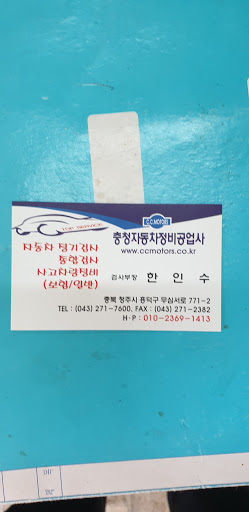 TOP SERVICE
C.C.MOTORS
충청자동차정비공업사
www.ccmotors.co.kr
자동차 정기검사
종합검사
사고차량정비
(보험/일반)
검사부장 한 인 수
충북 청주시 흥덕구 무심서로 771-2
TEL : (043) 271-7600, FAX : (043) 271-2382
H·P : 010-2369-1413